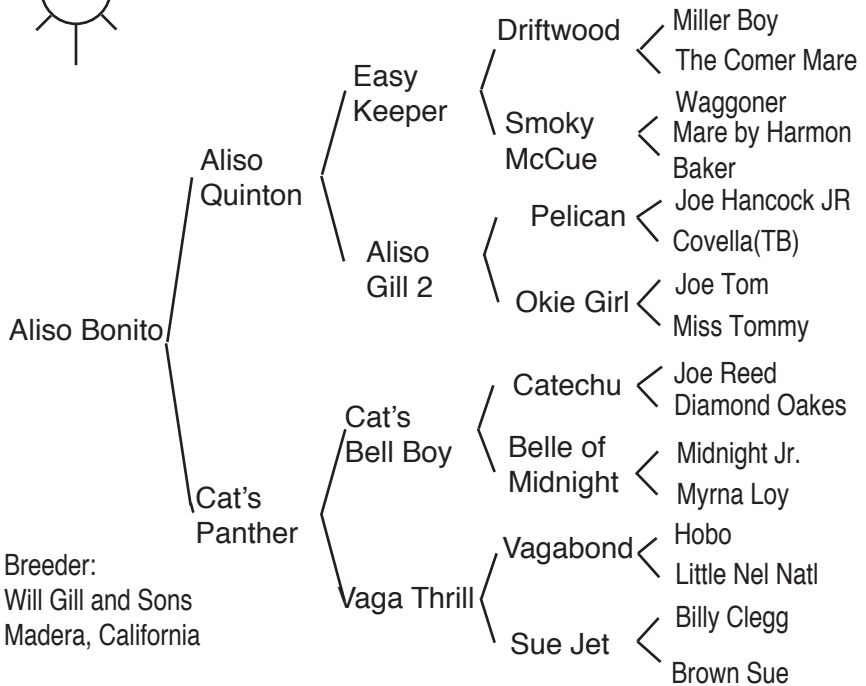 Aliso Bonito
Aliso
Quinton
Cat's
Panther
Easy
Keeper
Aliso
Gill 2
Cat's
Bell Boy
Vaga Thrill
Driftwood
Smoky
McCue
Pelican
Okie Girl
Catechu
Belle of
Midnight
Vagabond
Sue Jet
Miller Boy
The Comer Mare
Waggoner
Mare by Harmon
Baker
Joe Hancock JR
Covella(TB)
Joe Tom
Miss Tommy
Joe Reed
Diamond Oakes
Midnight Jr.
Myrna Loy
Hobo
Little Nel Natl
Billy Clegg
Brown Sue
Breeder:
Will Gill and Sons
Madera, California